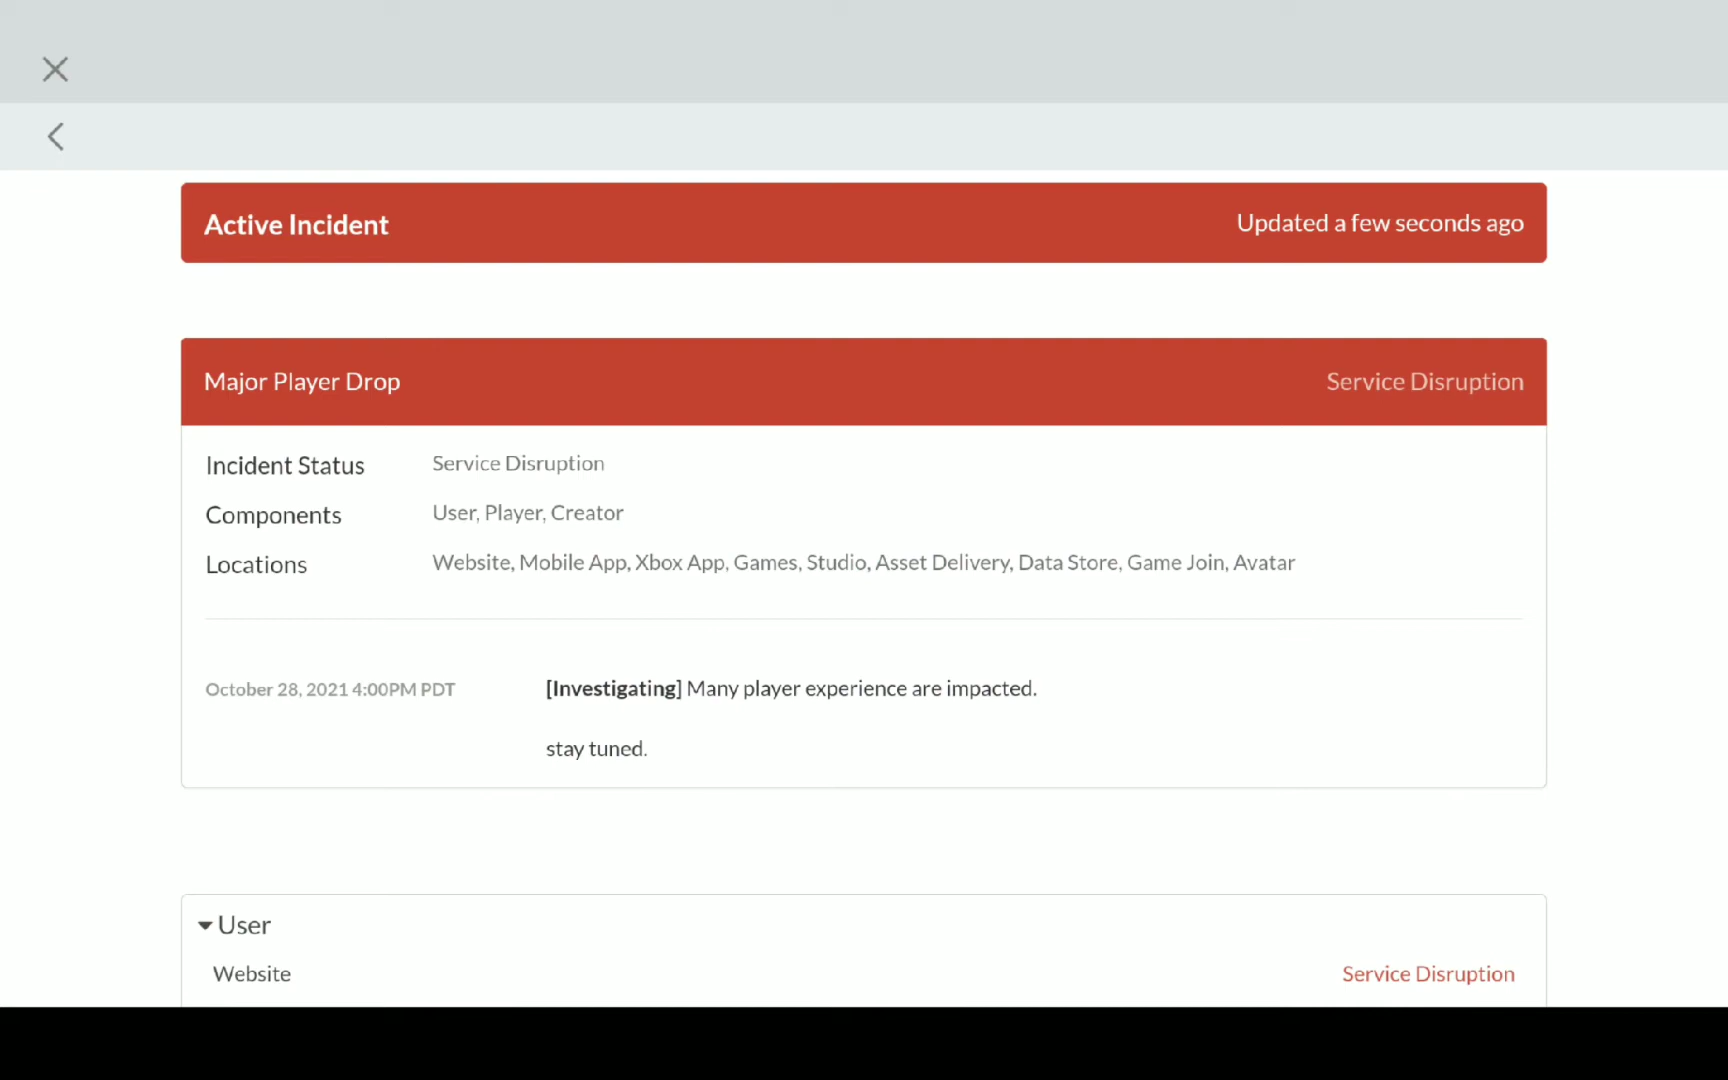 Active Incident
Updated a few seconds ago
Major Player Drop
Service Disruption
Incident Status
Service Disruption
Components
User, Player, Creator
Locations
Website, Mobile App, Xbox App, Games, Studio, Asset Delivery, Data Store, Game Join, Avatar
October 28, 2021 4:00PM PDT
[Investigating] Many player experience are impacted.
stay tuned.
User
Website
Service Disruption